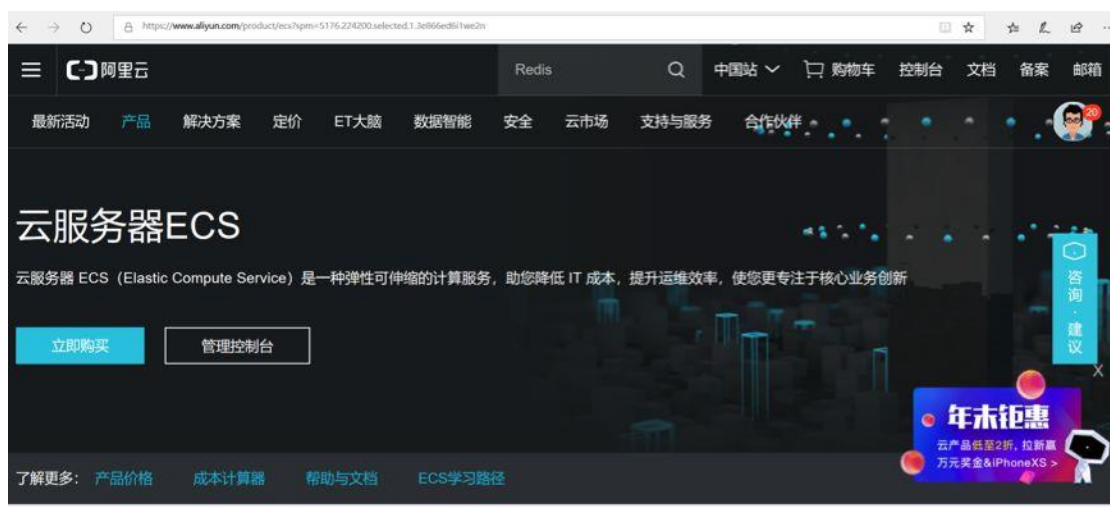 https://www.aliyun.com/product/ecs?spm=5176.224200.selected.1.3e866ed6i1we2n
阿里云 Redis 中国站 购物车 控制台 文档 备案 邮箱
最新活动 产品 解决方案 定价 ET大脑 数据智能 安全 云市场 支持与服务 合作伙伴 20
云服务器ECS
云服务器 ECS（Elastic Compute Service）是一种弹性可伸缩的计算服务，助您降低 IT 成本，提升运维效率，使您更专注于核心业务创新
咨询·建议
立即购买 管理控制台
X
年末钜惠
云产品低至2折，拉新赢
万元奖金&iPhoneXS >
了解更多： 产品价格 成本计算器 帮助与文档 ECS学习路径